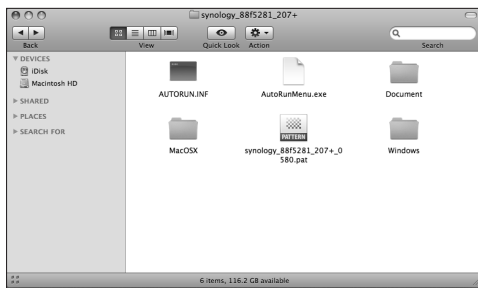 synology_88f5281_207+
Back
View
Quick Look
Action
Search
DEVICES
iDisk
Macintosh HD
SHARED
PLACES
SEARCH FOR
AUTORUN.INF
AutoRunMenu.exe
Document
MacOSX
PATTERN
synology_88f5281_207+_0
580.pat
Windows
6 items, 116.2 GB available